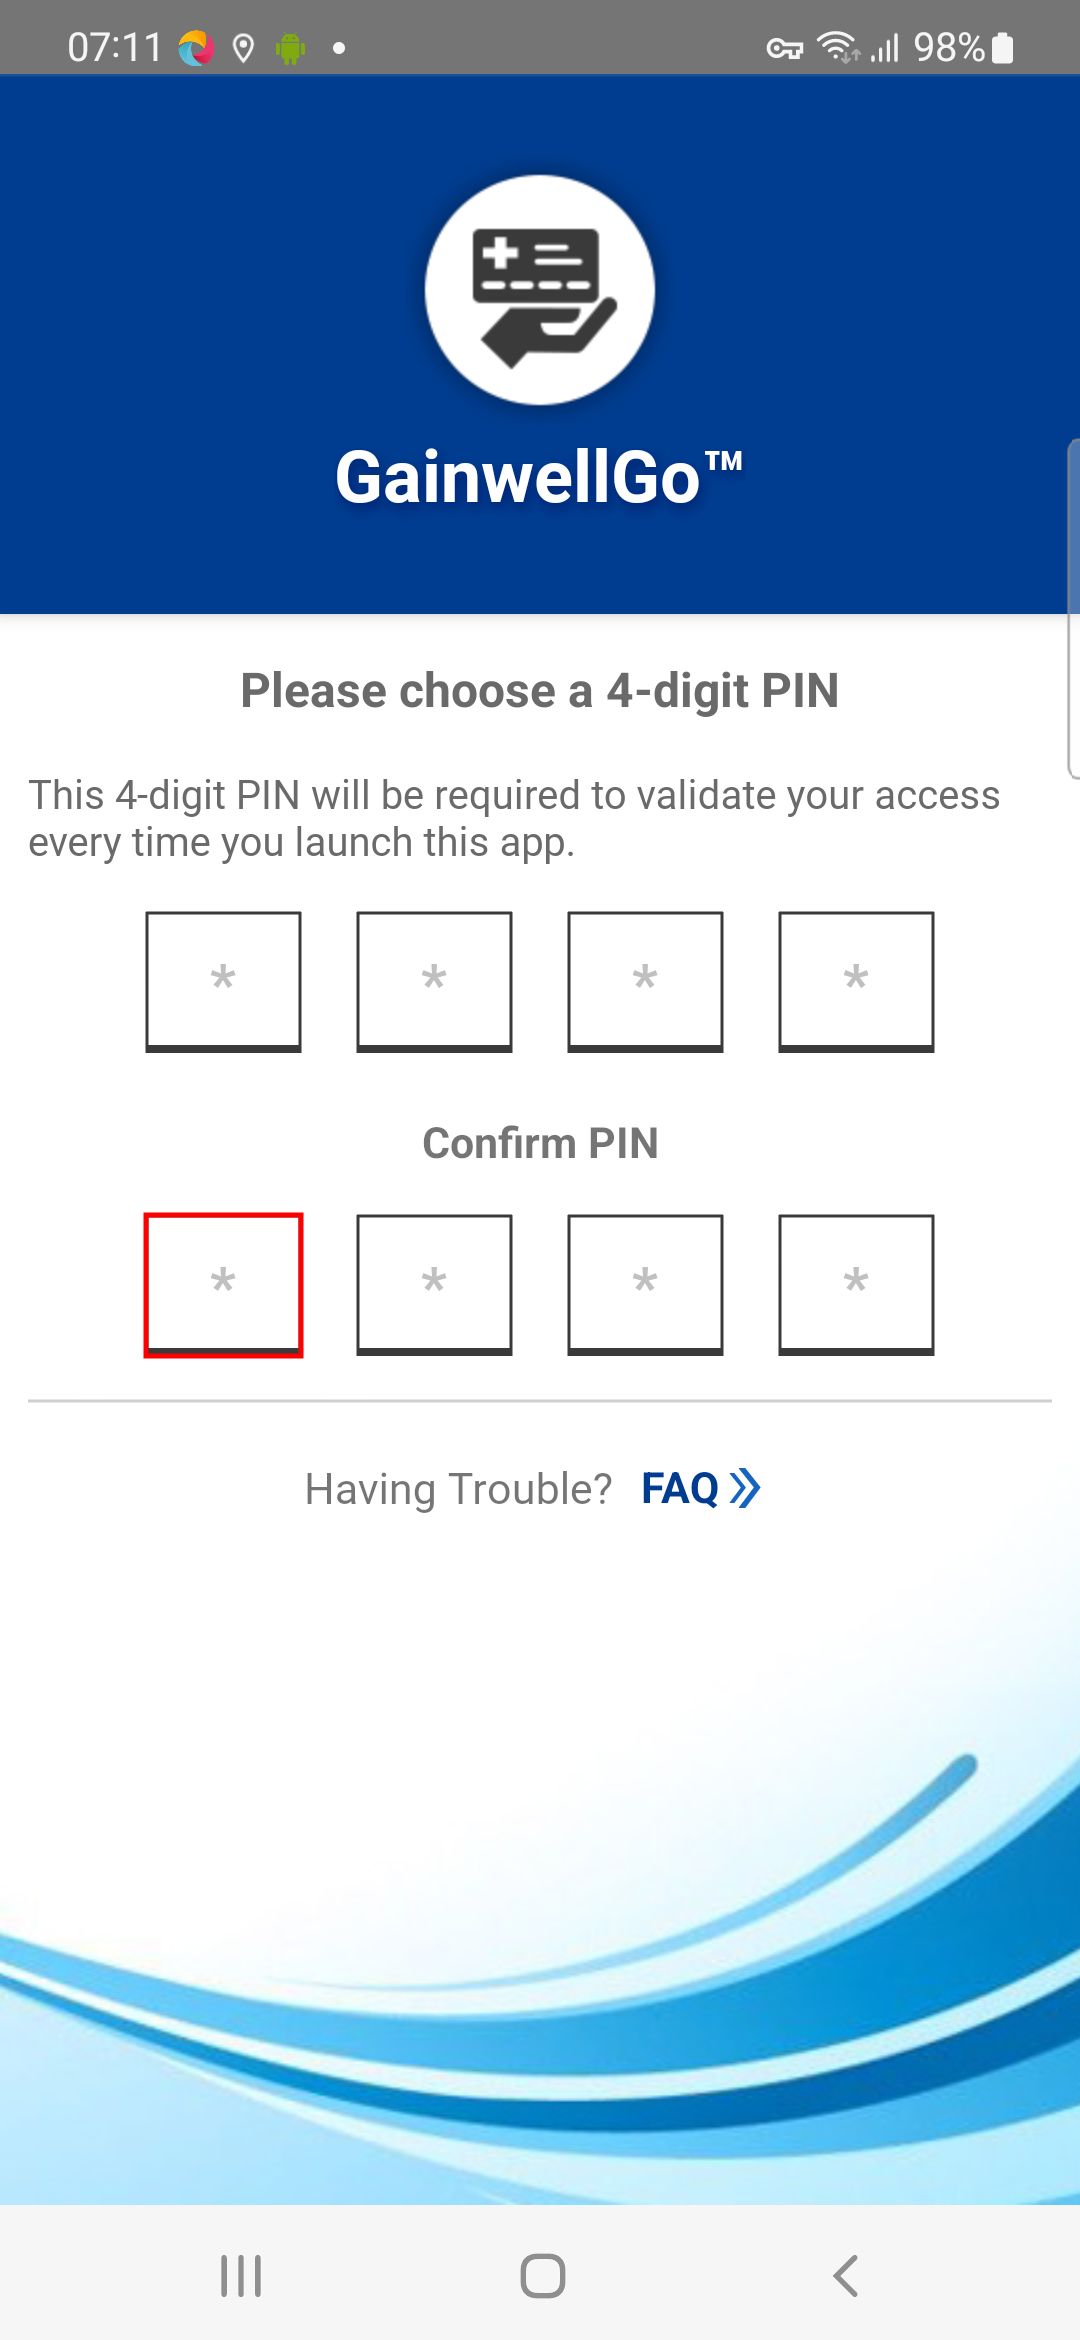 07:11
98%
GainwellGo™
Please choose a 4-digit PIN
This 4-digit PIN will be required to validate your access
every time you launch this app.
* * * *
Confirm PIN
* * * *
Having Trouble? FAQ